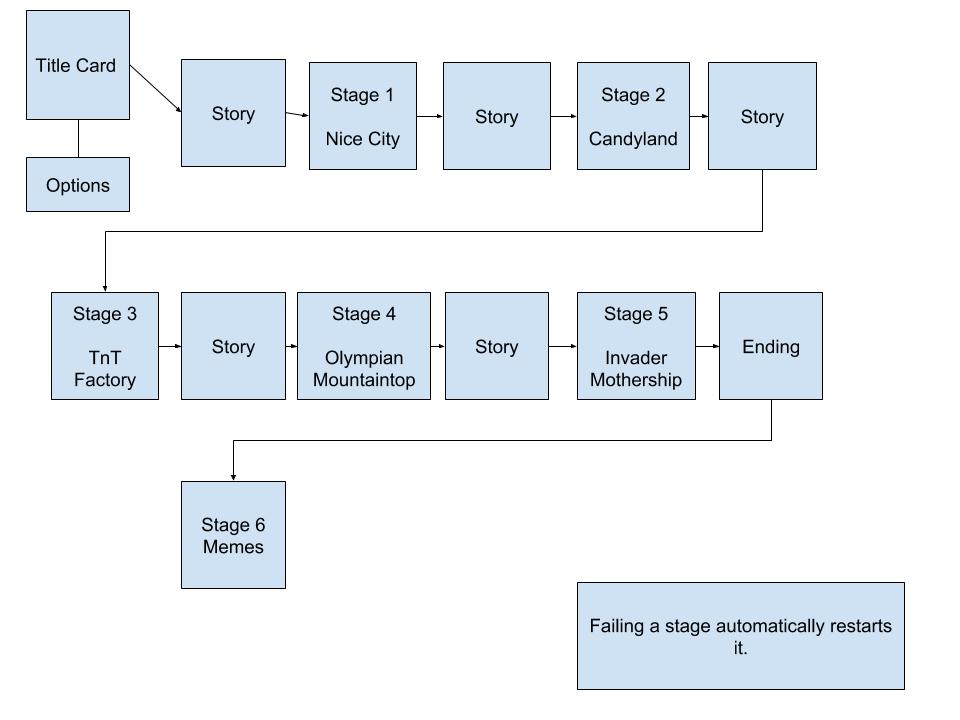 Title Card
Options
Story
Stage 1
Nice City
Story
Stage 2
Candyland
Story
Stage 3
TnT
Factory
Story
Stage 4
Olympian
Mountaintop
Story
Stage 5
Invader
Mothership
Ending
Stage 6
Memes
Failing a stage automatically restarts
it.